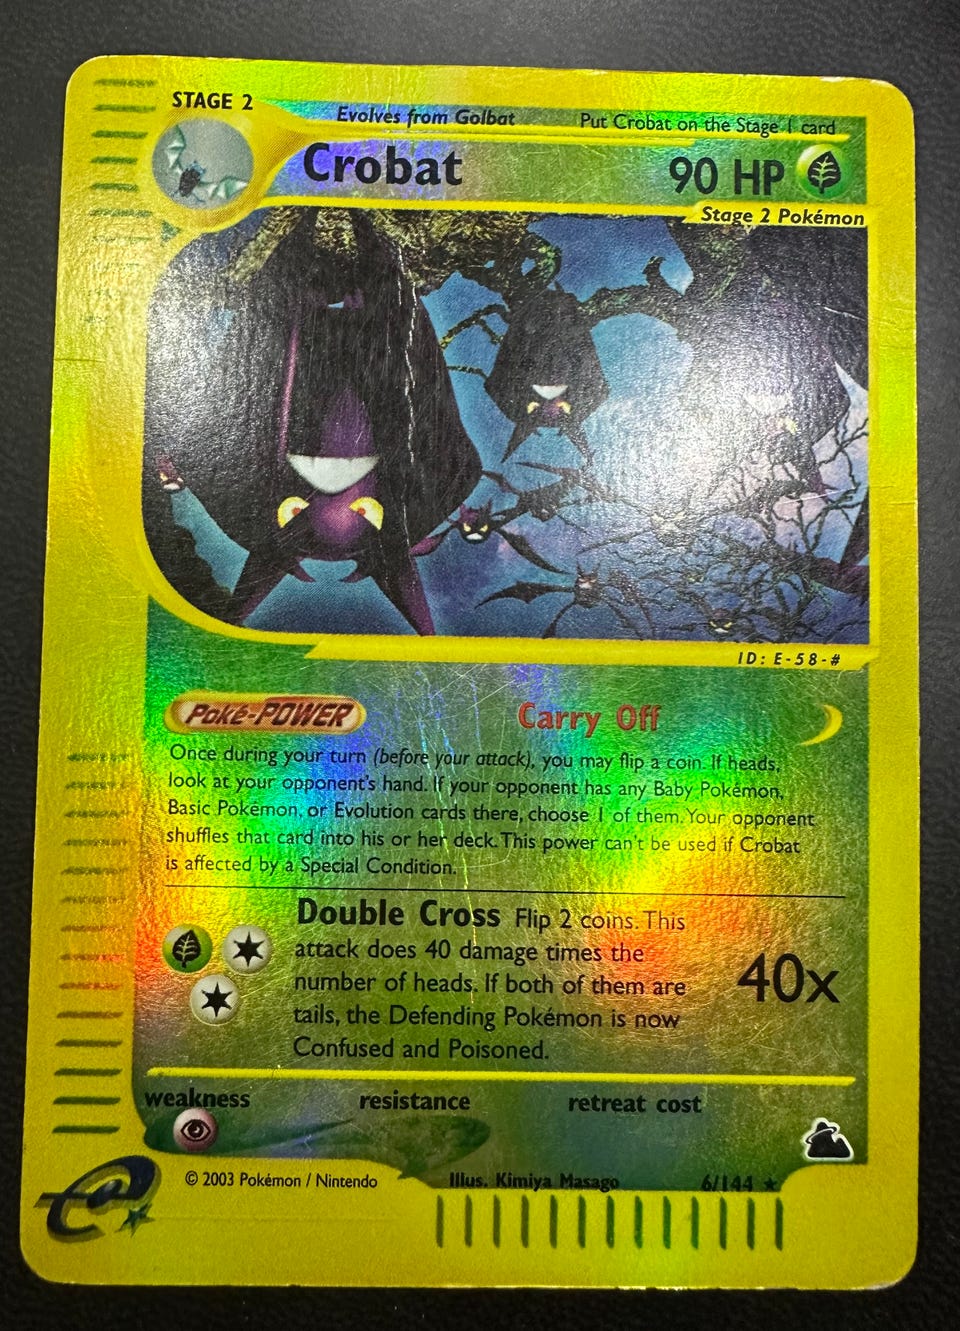 STAGE 2
Evolves from Golbat
Put Crobat on the Stage 1 card
Crobat
90 HP
Stage 2 Pokémon
ID: E-58-#
Poké-POWER
Carry Off
Once during your turn (before your attack), you may flip a coin. If heads,
look at your opponent's hand. If your opponent has any Baby Pokémon,
Basic Pokémon, or Evolution cards there, choose 1 of them. Your opponent
shuffles that card into his or her deck. This power can't be used if Crobat
is affected by a Special Condition.
Double Cross Flip 2 coins. This
attack does 40 damage times the
number of heads. If both of them are
tails, the Defending Pokémon is now
Confused and Poisoned.
40x
weakness
resistance
retreat cost
e
© 2003 Pokémon / Nintendo
Illus. Kimiya Masago
6/144 ★